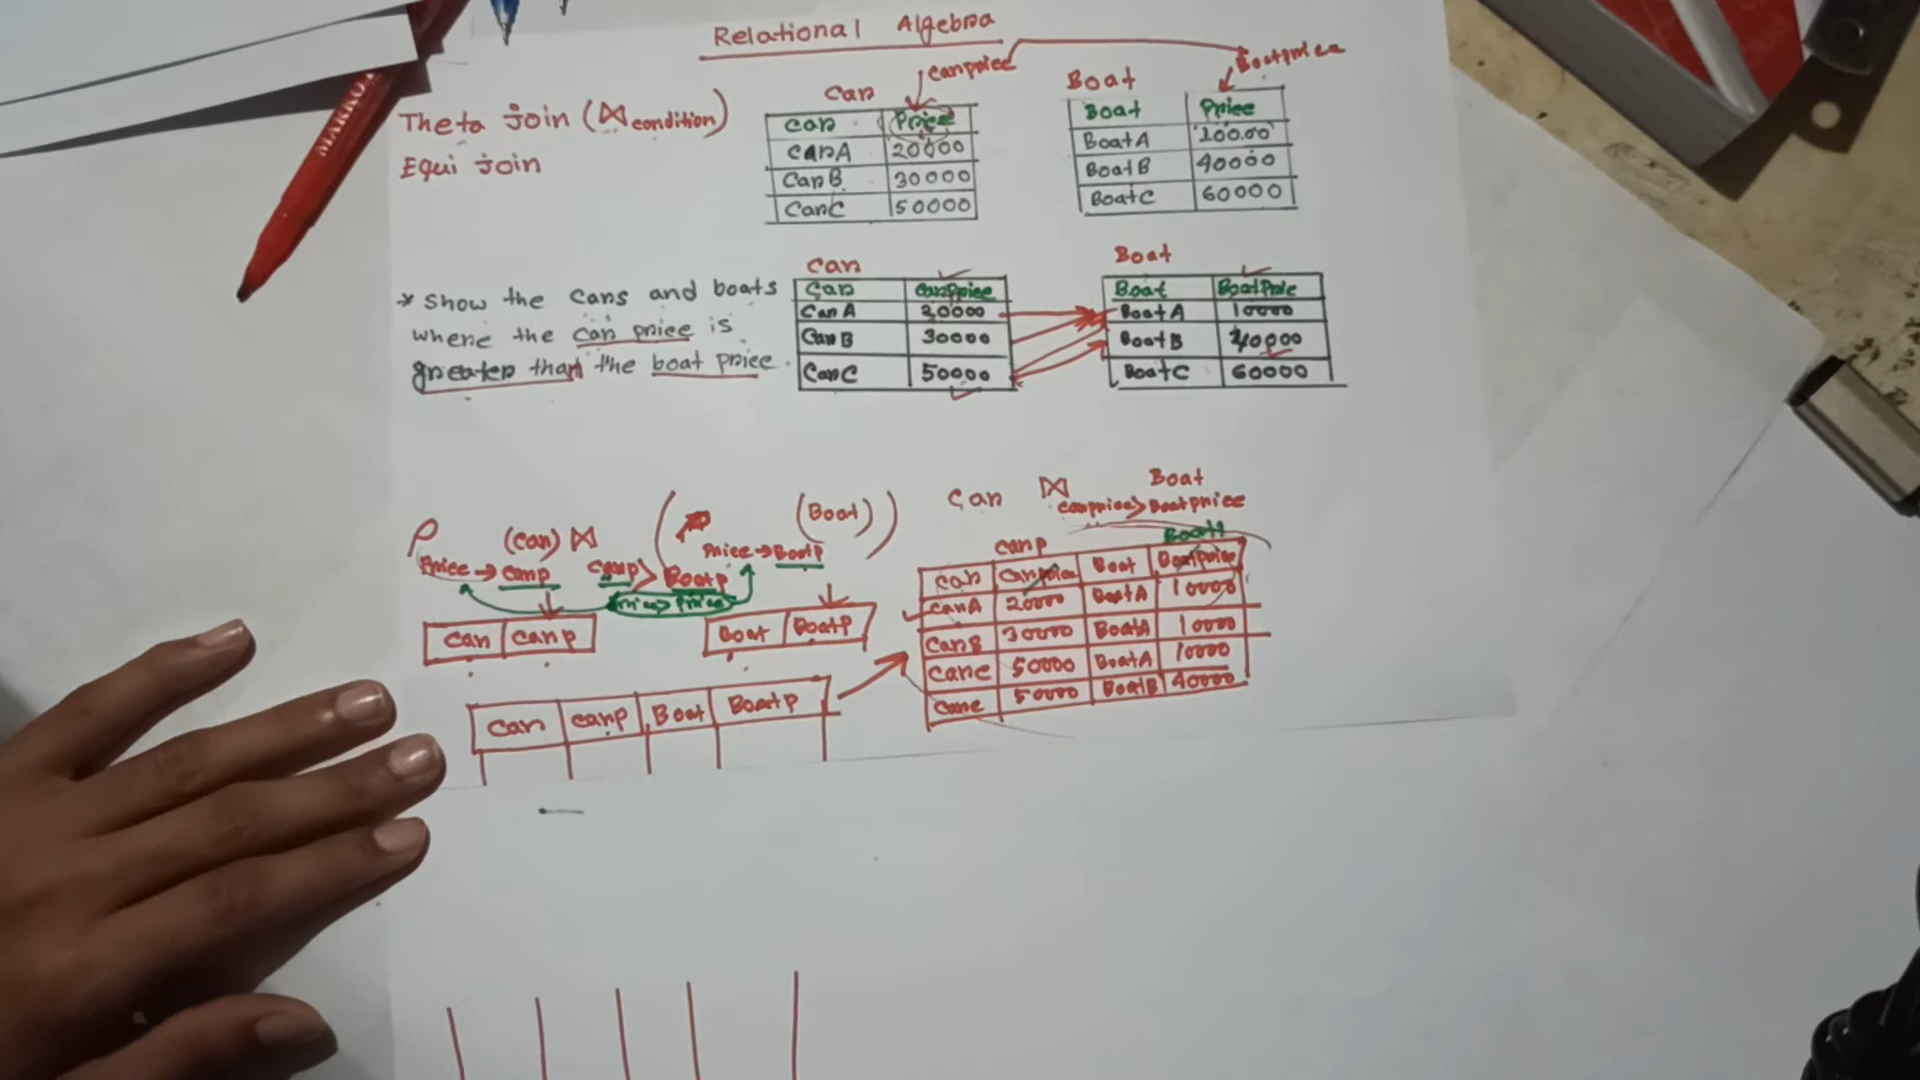 Relational Algebra
Theta join (⋈condition)
Equi join
Car
carprice
Car Price
CarA 20000
CarB 30000
CarC 50000
Boat
Boatprice
Boat Price
BoatA
BoatB 40000
BoatC 60000
* Show the cars and boats
where the car price is
greater than the boat price.
Car
Car CarPrice
CarA 20000
CarB 30000
CarC 50000
Boat
Boat BoatPrice
BoatA 10000
BoatB 40000
BoatC 60000
ρ Price→carp (car) ⋈ carp>Boatp ( Price→Boatp (Boat))
Price>Price
Car Carp
Boat BoatP
Car Carp Boat Boatp
Car ⋈ carprice>Boatprice Boat
carp
Car Carprice Boat BoatPrice
CarA 20000 BoatA 10000
CarB 30000 BoatA 10000
CarC 50000 BoatA 10000
CarC 50000 BoatB 40000
MARKO